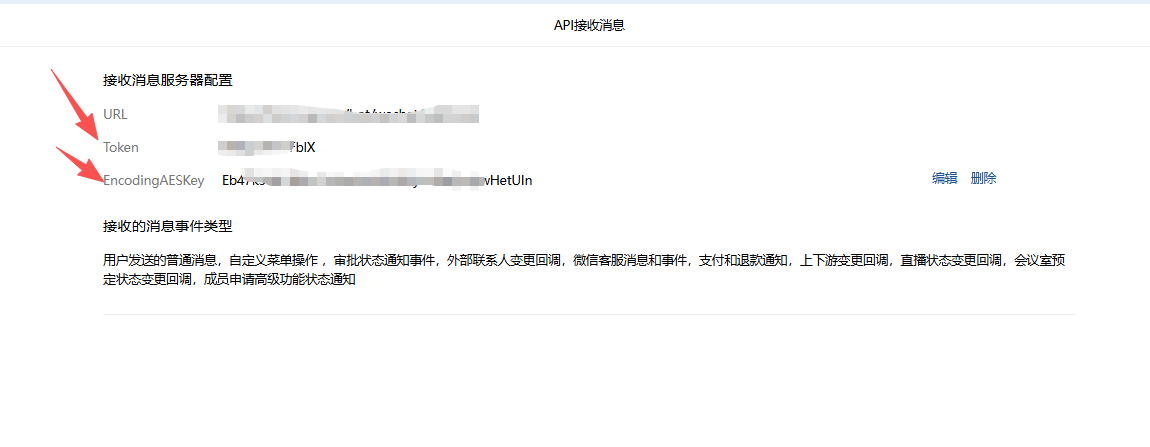 API接收消息
接收消息服务器配置
URL
Token fblX
EncodingAESKey Eb47k wHetUIn 编辑 删除
接收的消息事件类型
用户发送的普通消息，自定义菜单操作 ，审批状态通知事件，外部联系人变更回调，微信客服消息和事件，支付和退款通知，上下游变更回调，直播状态变更回调，会议室预
定状态变更回调，成员申请高级功能状态通知